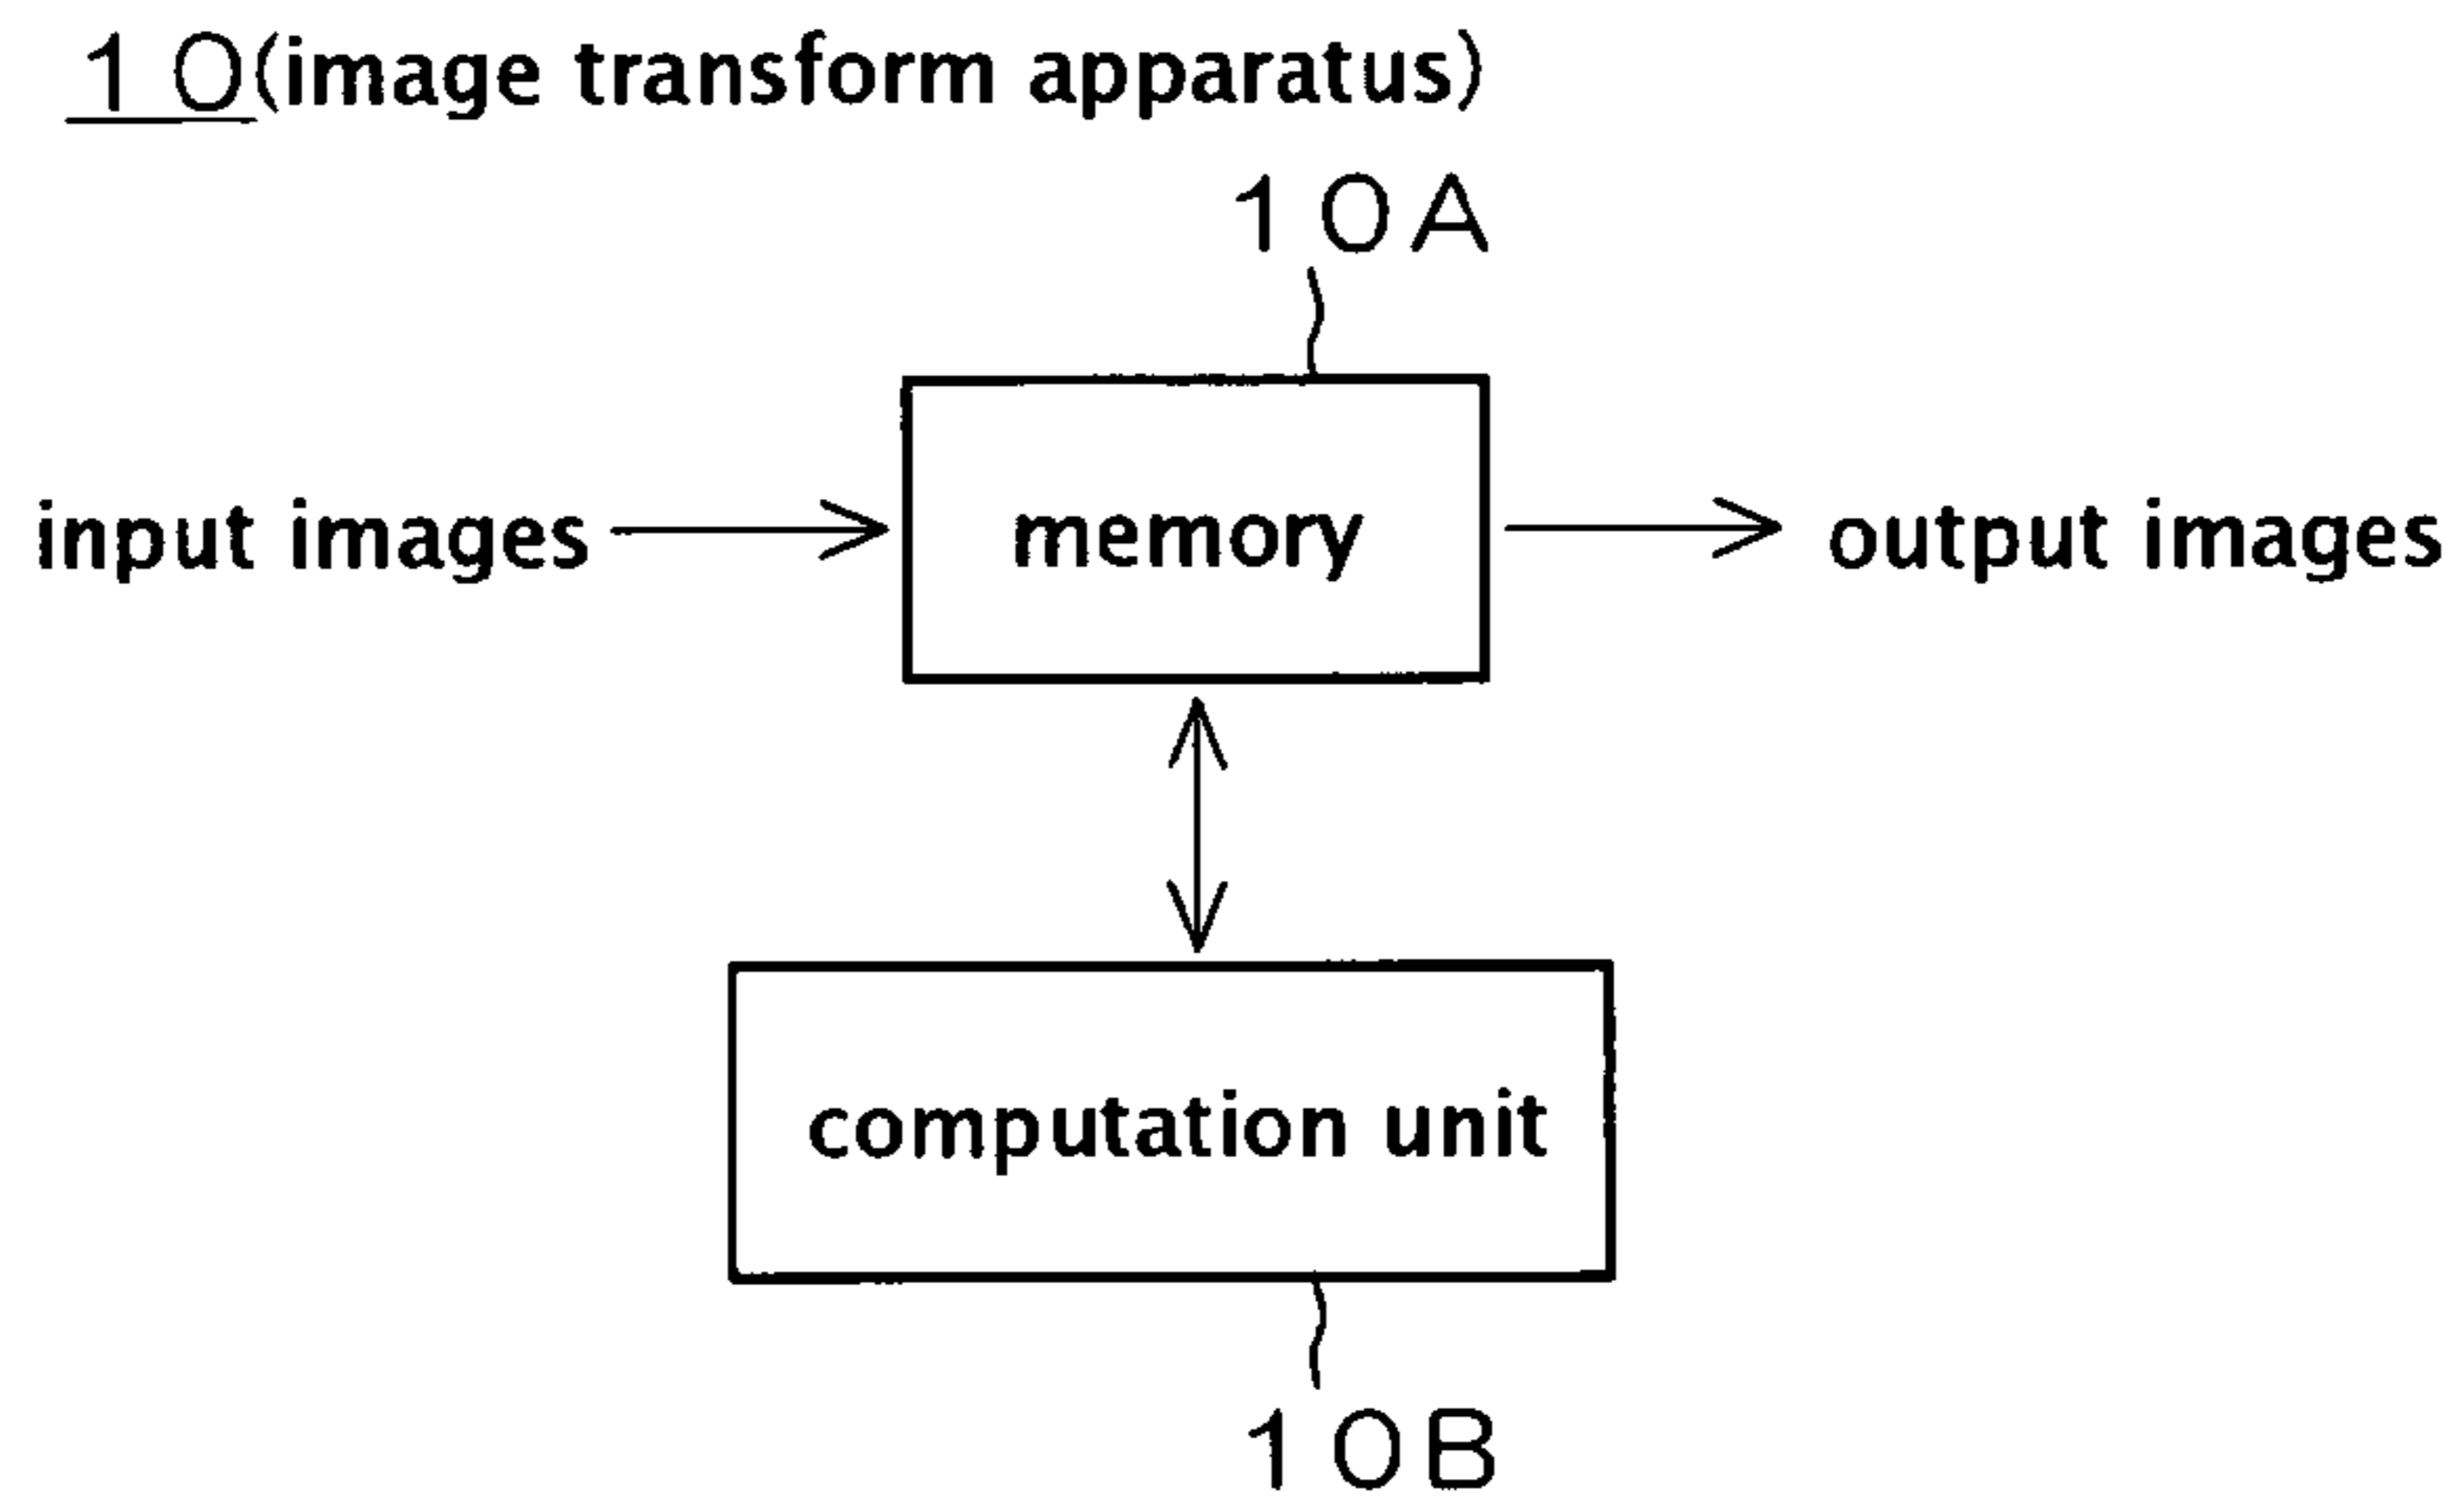 10(image transform apparatus)
10A
input images
memory
output images
computation unit
10B